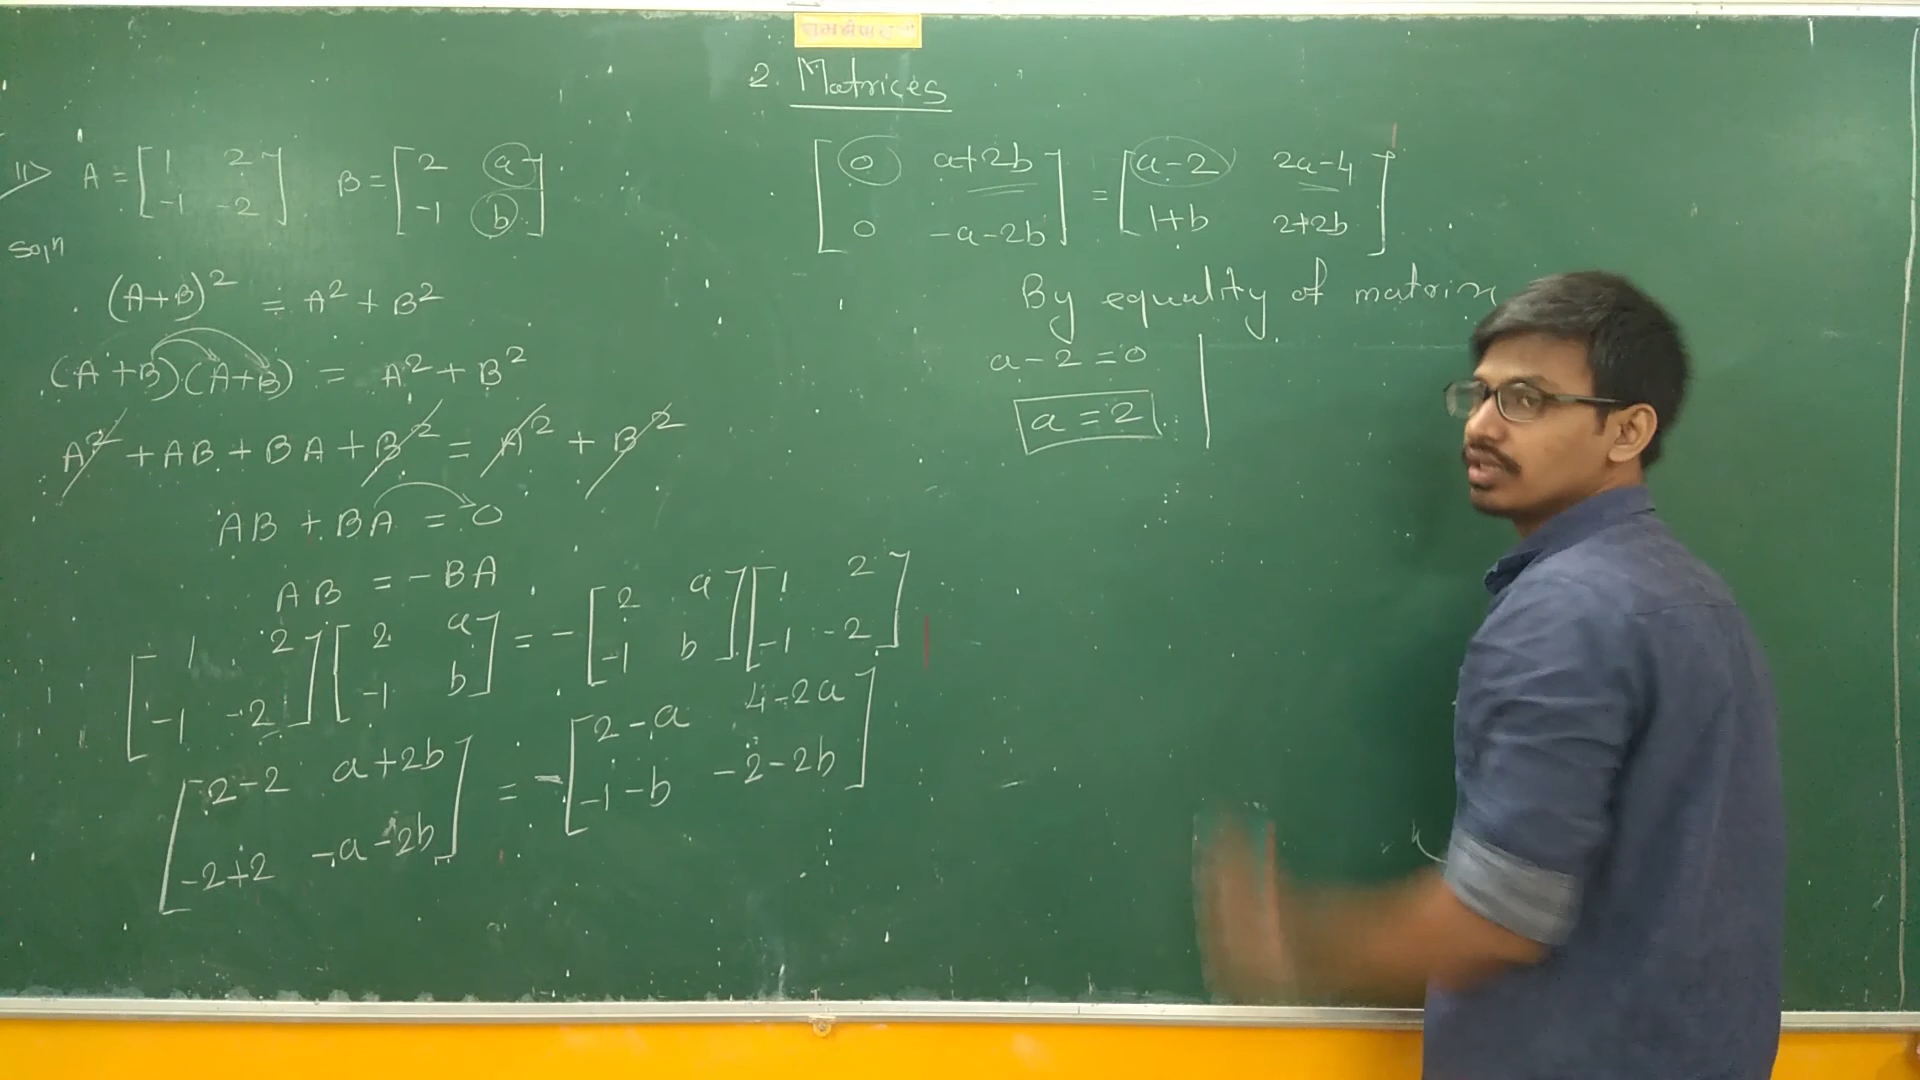 2. Matrices
11) A = [1 2 -1 -2] B = [2 a -1 b]
Soln
(A+B)² = A² + B²
(A+B)(A+B) = A² + B²
A² + AB + BA + B² = A² + B²
AB + BA = 0
AB = -BA
[1 2 -1 -2] [2 a -1 b] = - [2 a -1 b] [1 2 -1 -2]
[2-2 a+2b -2+2 -a-2b] = - [2-a 4-2a -1-b -2-2b]
[0 a+2b 0 -a-2b] = [a-2 2a-4 1+b 2+2b]
By equality of matrix
a-2=0
a=2